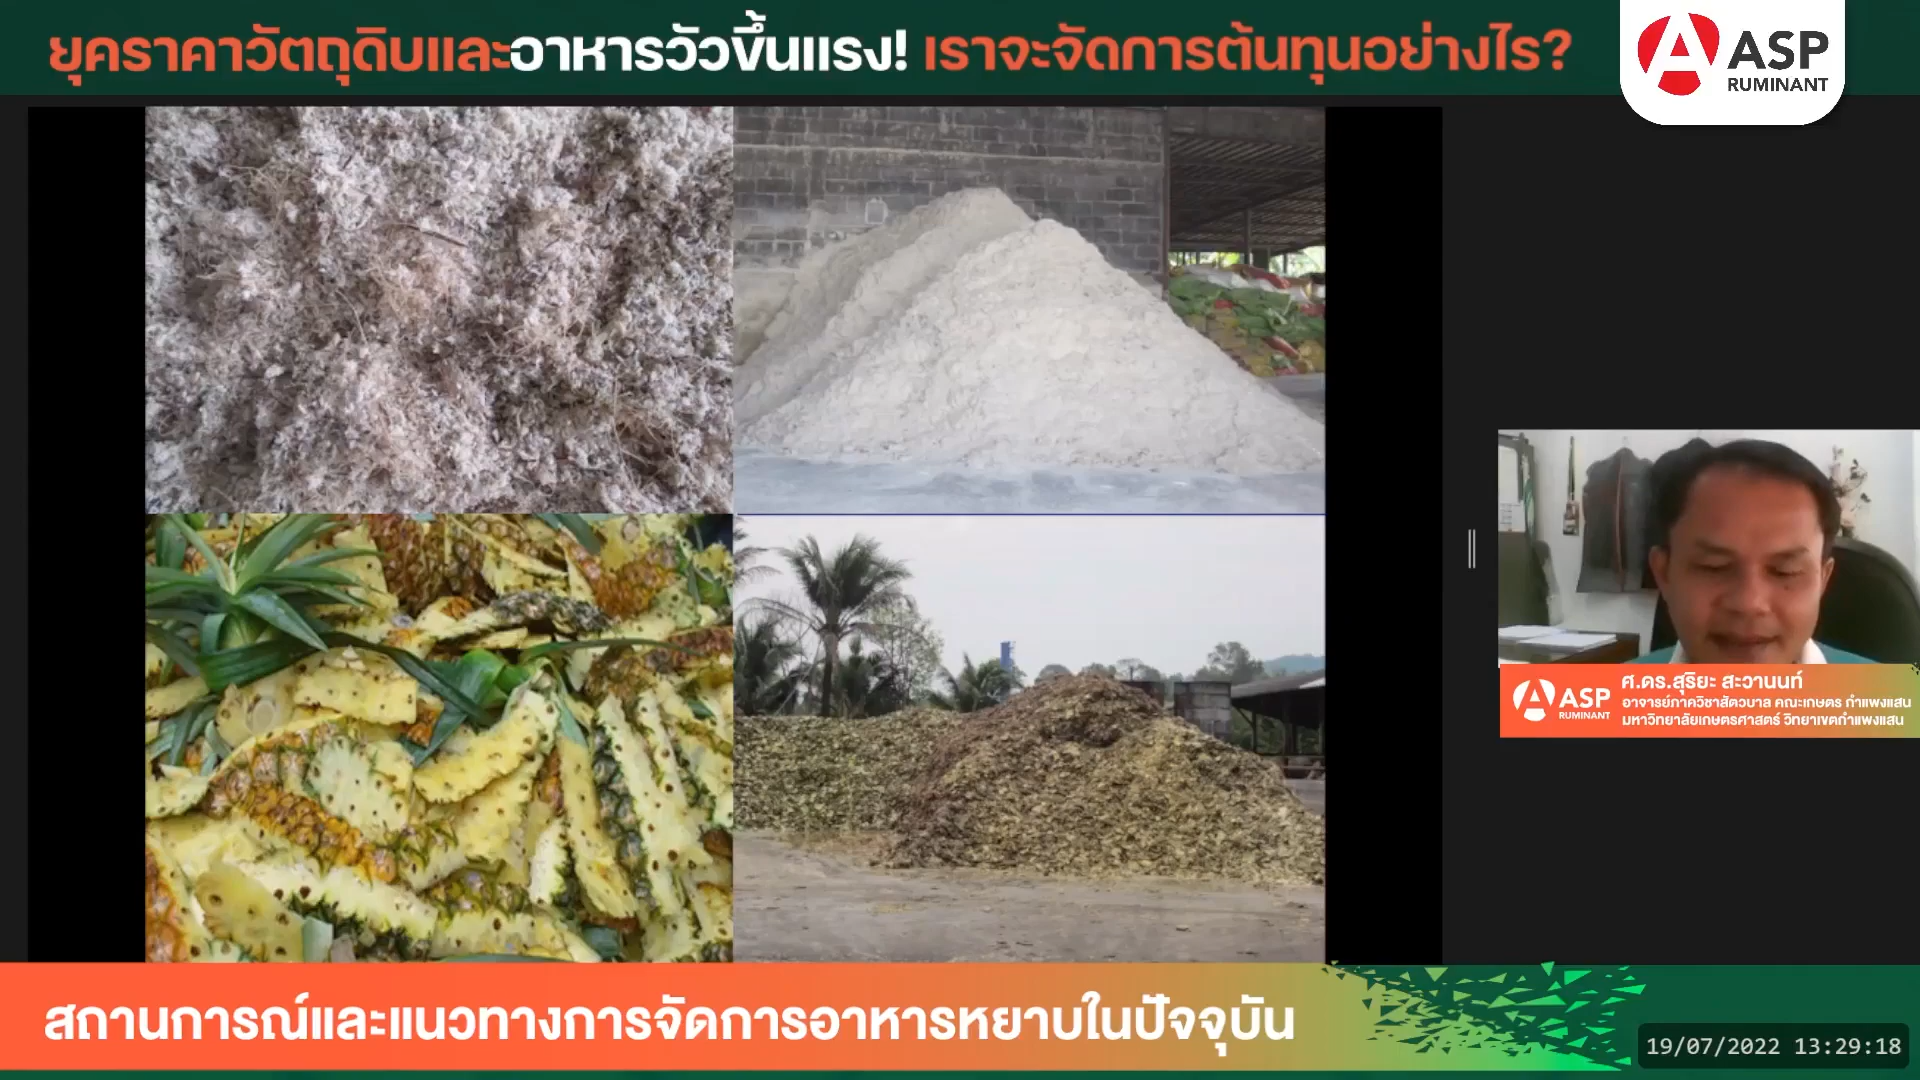 ยุคราคาวัตถุดิบและอาหารวัวขึ้นแรง! เราจะจัดการต้นทุนอย่างไร?
ASP
RUMINANT
ASP
RUMINANT
ศ.ดร.สุริยะ สะวานนท์
อาจารย์ภาควิชาสัตวบาล คณะเกษตร กำแพงแสน
มหาวิทยาลัยเกษตรศาสตร์ วิทยาเขตกำแพงแสน
สถานการณ์และแนวทางการจัดการอาหารหยาบในปัจจุบัน
19/07/2022 13:29:18